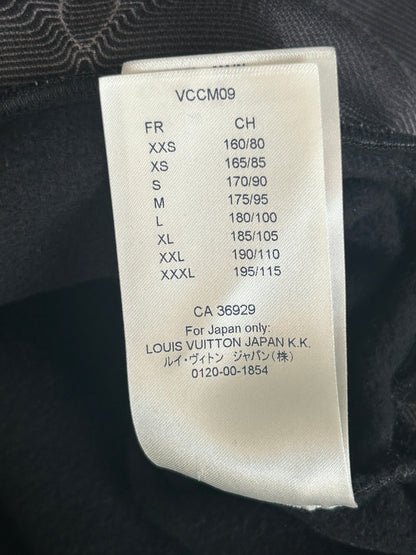 VCCM09
FR CH
XXS 160/80
XS 165/85
S 170/90
M 175/95
L 180/100
XL 185/105
XXL 190/110
XXXL 195/115
CA 36929
For Japan only:
LOUIS VUITTON JAPAN K.K.
ルイ・ヴィトン ジャパン(株)
0120-00-1854